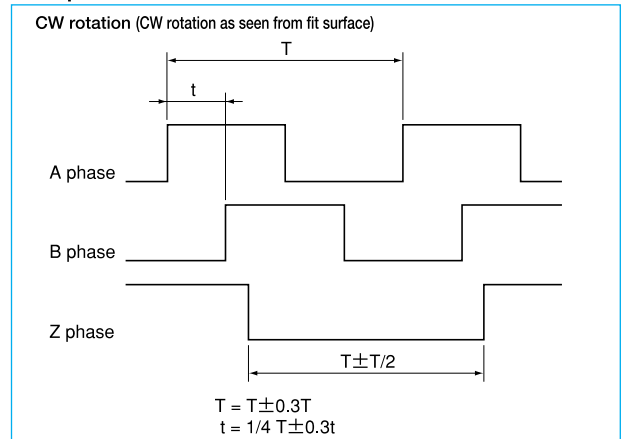 CW rotation (CW rotation as seen from fit surface)
T
t
A phase
B phase
Z phase
T±T/2
T = T±0.3T
t = 1/4 T±0.3t